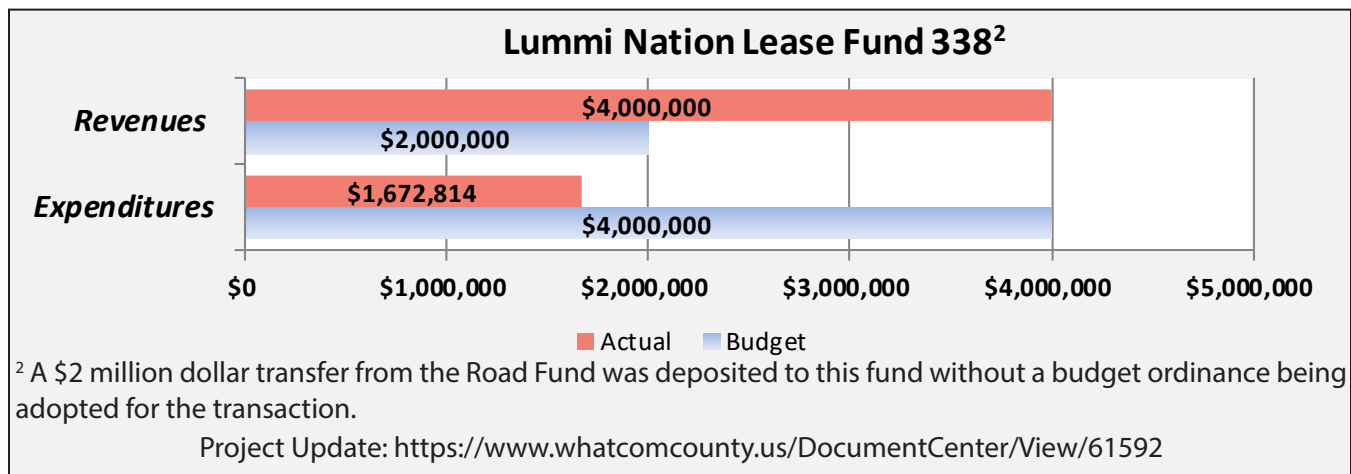 Lummi Nation Lease Fund 338²
Revenues
$4,000,000
$2,000,000
Expenditures
$1,672,814
$4,000,000
$0 $1,000,000 $2,000,000 $3,000,000 $4,000,000 $5,000,000
Actual Budget
² A $2 million dollar transfer from the Road Fund was deposited to this fund without a budget ordinance being
adopted for the transaction.
Project Update: https://www.whatcomcounty.us/DocumentCenter/View/61592